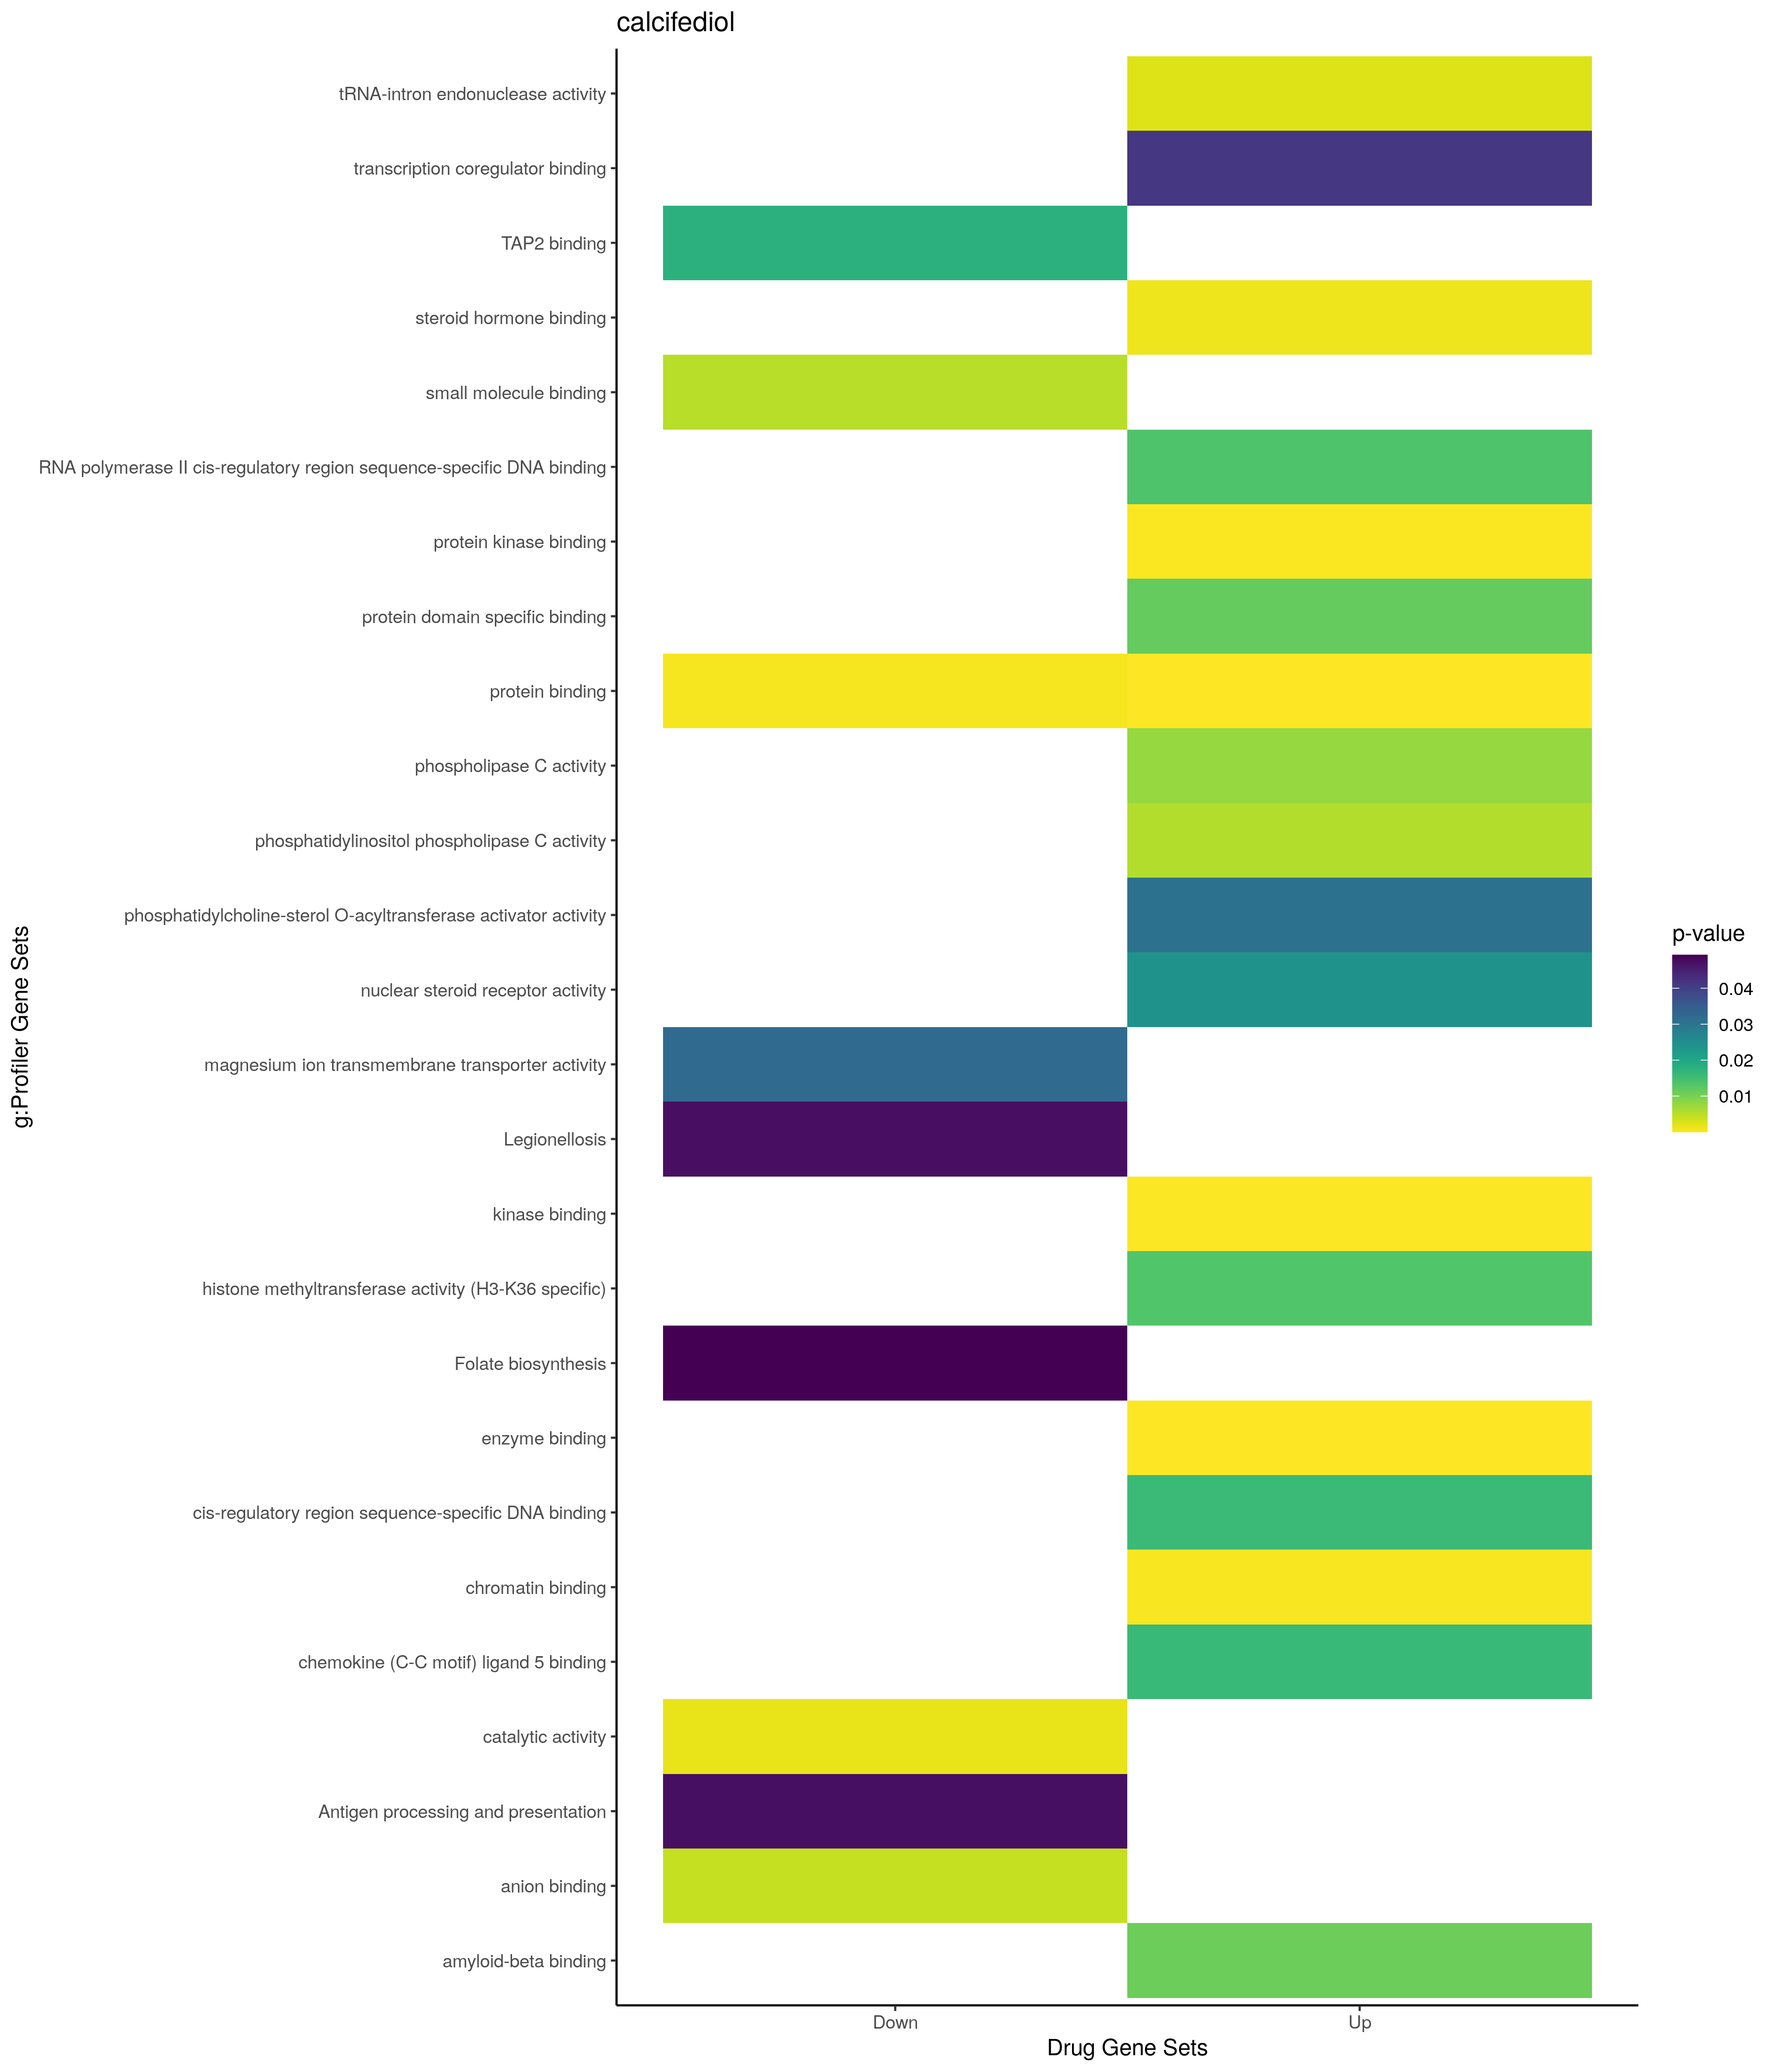 calcifediol
tRNA-intron endonuclease activity
transcription coregulator binding
TAP2 binding
steroid hormone binding
small molecule binding
RNA polymerase II cis-regulatory region sequence-specific DNA binding
protein kinase binding
protein domain specific binding
protein binding
phospholipase C activity
phosphatidylinositol phospholipase C activity
phosphatidylcholine-sterol O-acyltransferase activator activity
nuclear steroid receptor activity
magnesium ion transmembrane transporter activity
Legionellosis
kinase binding
histone methyltransferase activity (H3-K36 specific)
Folate biosynthesis
enzyme binding
cis-regulatory region sequence-specific DNA binding
chromatin binding
chemokine (C-C motif) ligand 5 binding
catalytic activity
Antigen processing and presentation
anion binding
amyloid-beta binding
g:Profiler Gene Sets
Down
Up
Drug Gene Sets
p-value
0.04
0.03
0.02
0.01